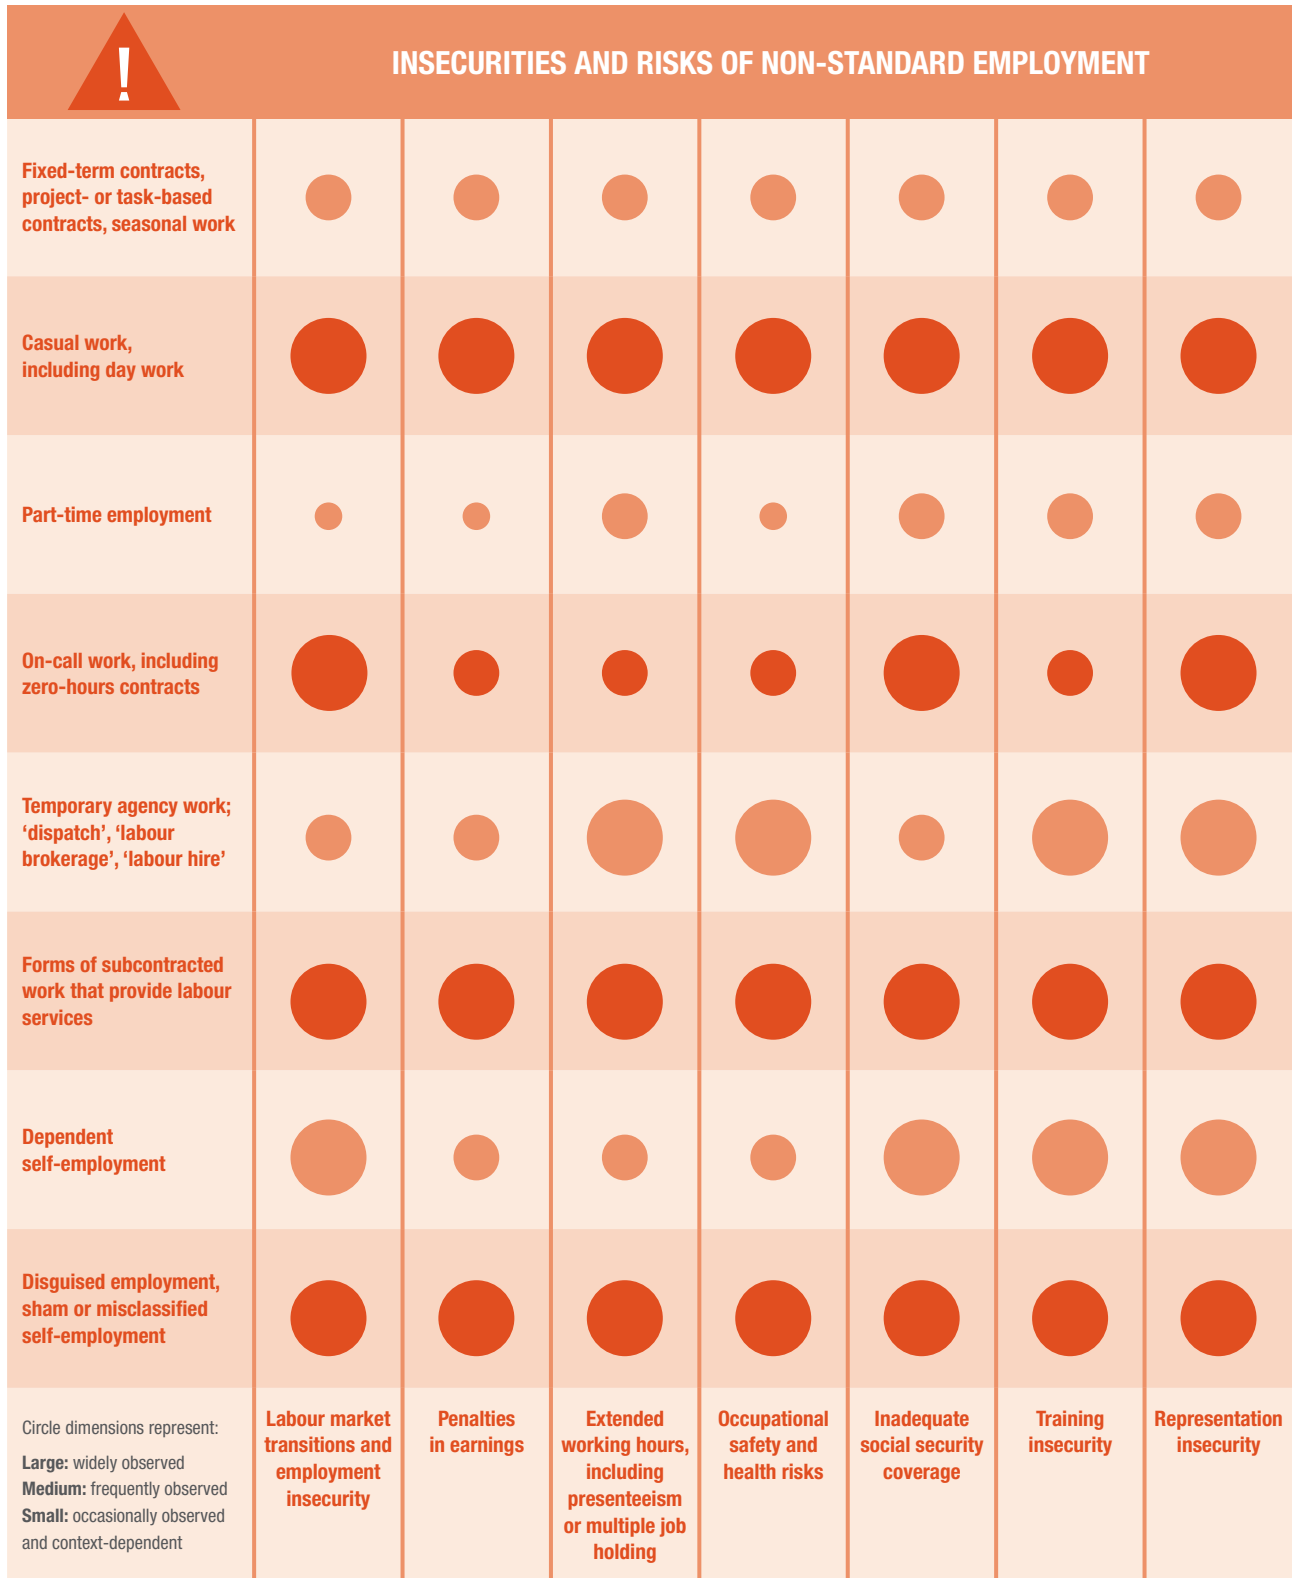 !
INSECURITIES AND RISKS OF NON-STANDARD EMPLOYMENT
Fixed-term contracts,
project- or task-based
contracts, seasonal work
Casual work,
including day work
Part-time employment
On-call work, including
zero-hours contracts
Temporary agency work;
‘dispatch’, ‘labour
brokerage’, ‘labour hire’
Forms of subcontracted
work that provide labour
services
Dependent
self-employment
Disguised employment,
sham or misclassified
self-employment
Circle dimensions represent:
Large: widely observed
Medium: frequently observed
Small: occasionally observed
and context-dependent
Labour market
transitions and
employment
insecurity
Penalties
in earnings
Extended
working hours,
including
presenteeism
or multiple job
holding
Occupational
safety and
health risks
Inadequate
social security
coverage
Training
insecurity
Representation
insecurity